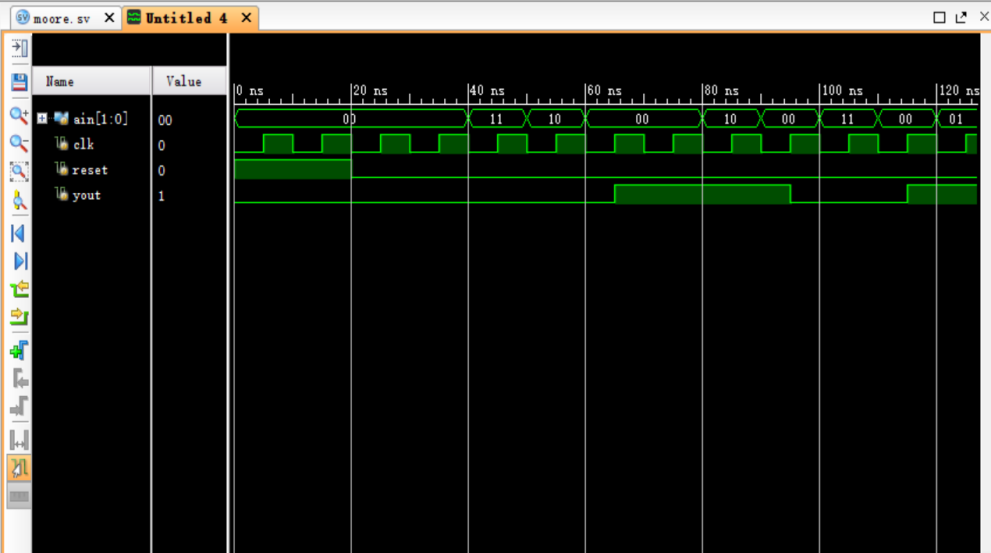 moore.sv Untitled 4
Name Value 0 ns 20 ns 40 ns 60 ns 80 ns 100 ns 120 ns
ain[1:0] 00 00 11 10 00 10 00 11 00 01
clk 0
reset 0
yout 1